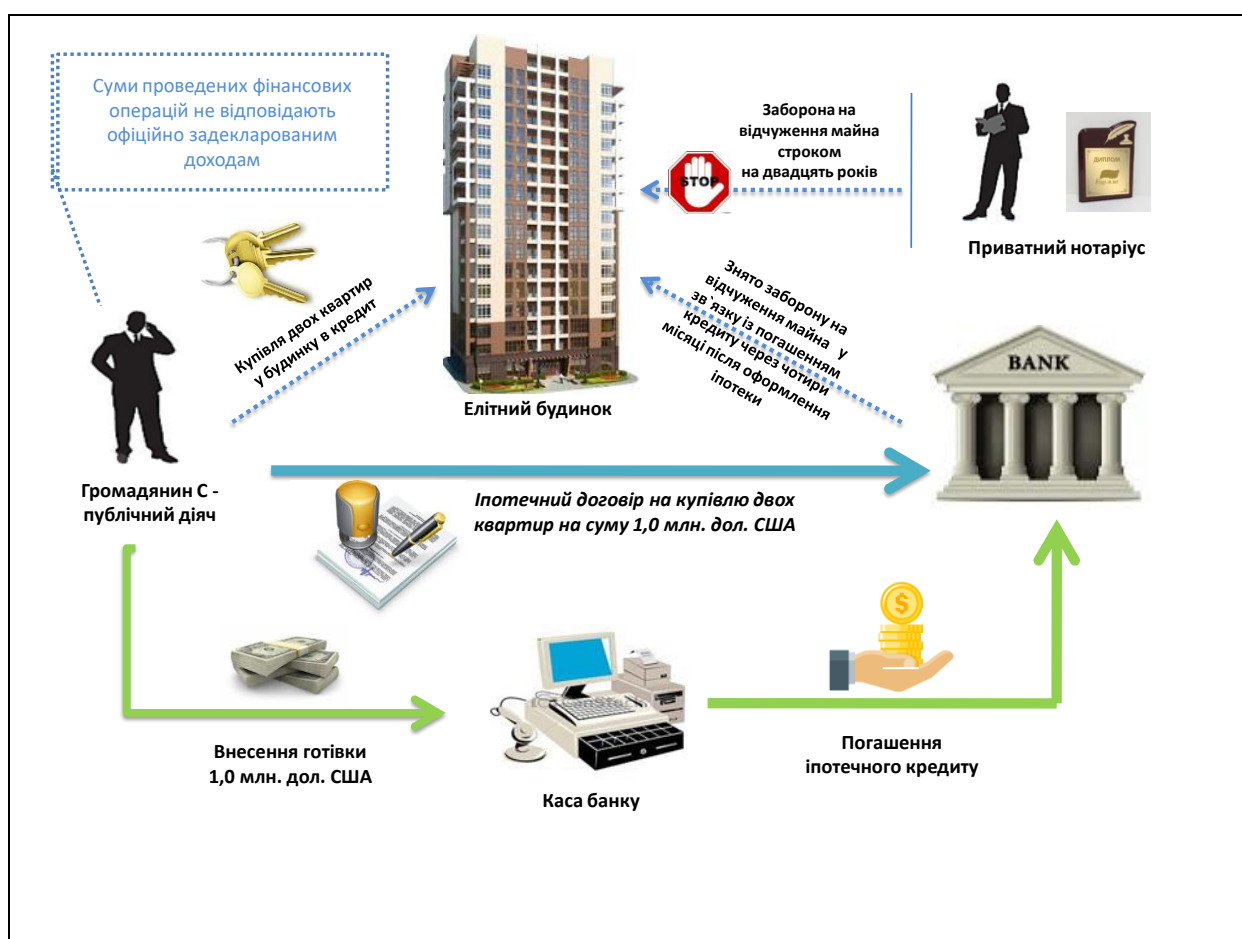 Суми проведених фінансових
операцій не відповідають
офіційно задекларованим
доходам
Заборона на
відчуження майна
строком
на двадцять років
STOP
ДИПЛОМ
Приватний нотаріус
Купівля двох квартир
у будинку в кредит
Знято заборону на
відчуження майна у
зв`язку із погашенням
кредиту через чотири
місяці після оформлення
іпотеки
Елітний будинок
BANK
Громадянин С -
публічний діяч
Іпотечний договір на купівлю двох
квартир на суму 1,0 млн. дол. США
Внесення готівки
1,0 млн. дол. США
Каса банку
Погашення
іпотечного кредиту